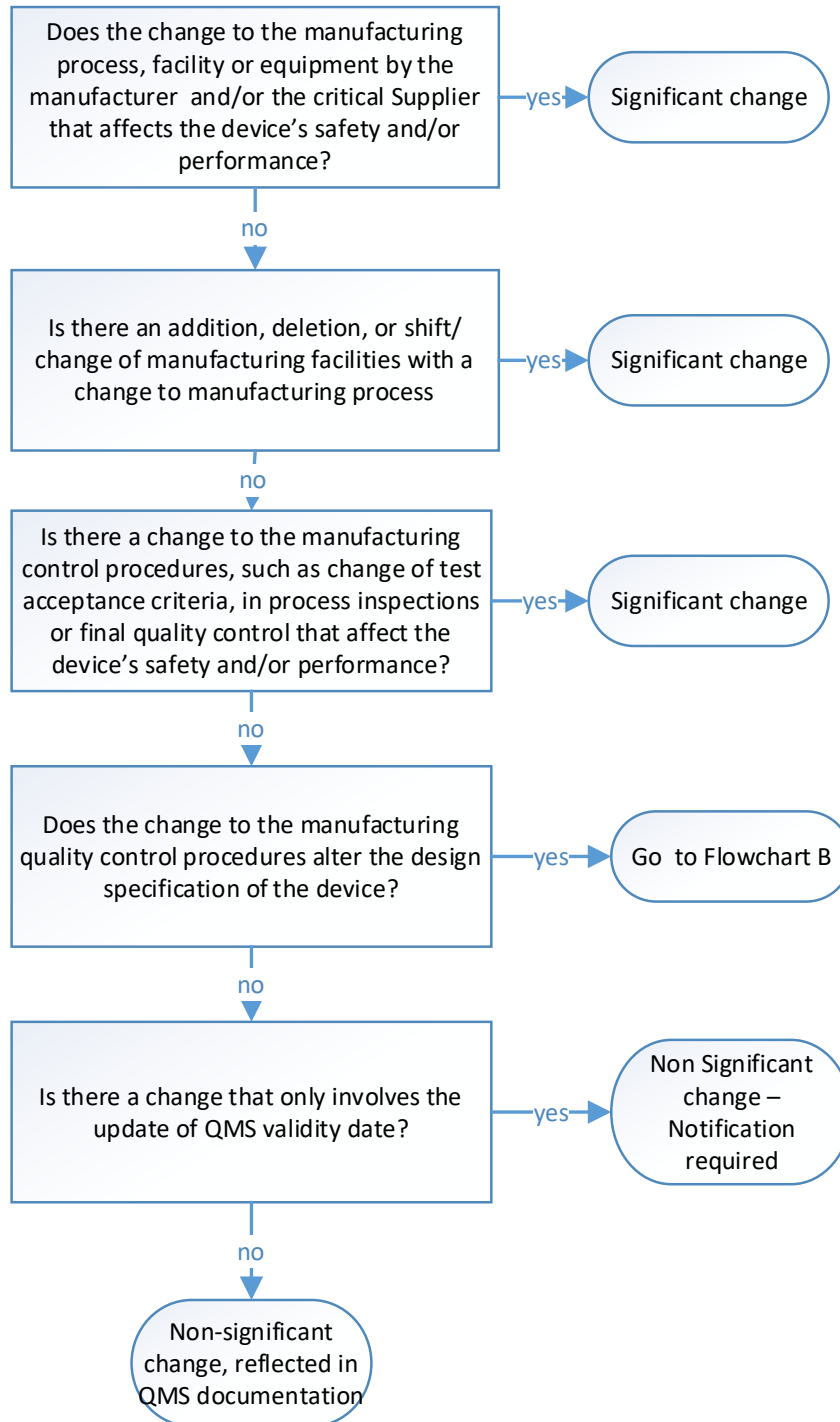 Does the change to the manufacturing
process, facility or equipment by the
manufacturer and/or the critical Supplier
that affects the device’s safety and/or
performance?
yes
Significant change
no
Is there an addition, deletion, or shift/
change of manufacturing facilities with a
change to manufacturing process
yes
Significant change
no
Is there a change to the manufacturing
control procedures, such as change of test
acceptance criteria, in process inspections
or final quality control that affect the
device’s safety and/or performance?
yes
Significant change
no
Does the change to the manufacturing
quality control procedures alter the design
specification of the device?
yes
Go to Flowchart B
no
Is there a change that only involves the
update of QMS validity date?
yes
Non Significant
change –
Notification
required
no
Non-significant
change, reflected in
QMS documentation